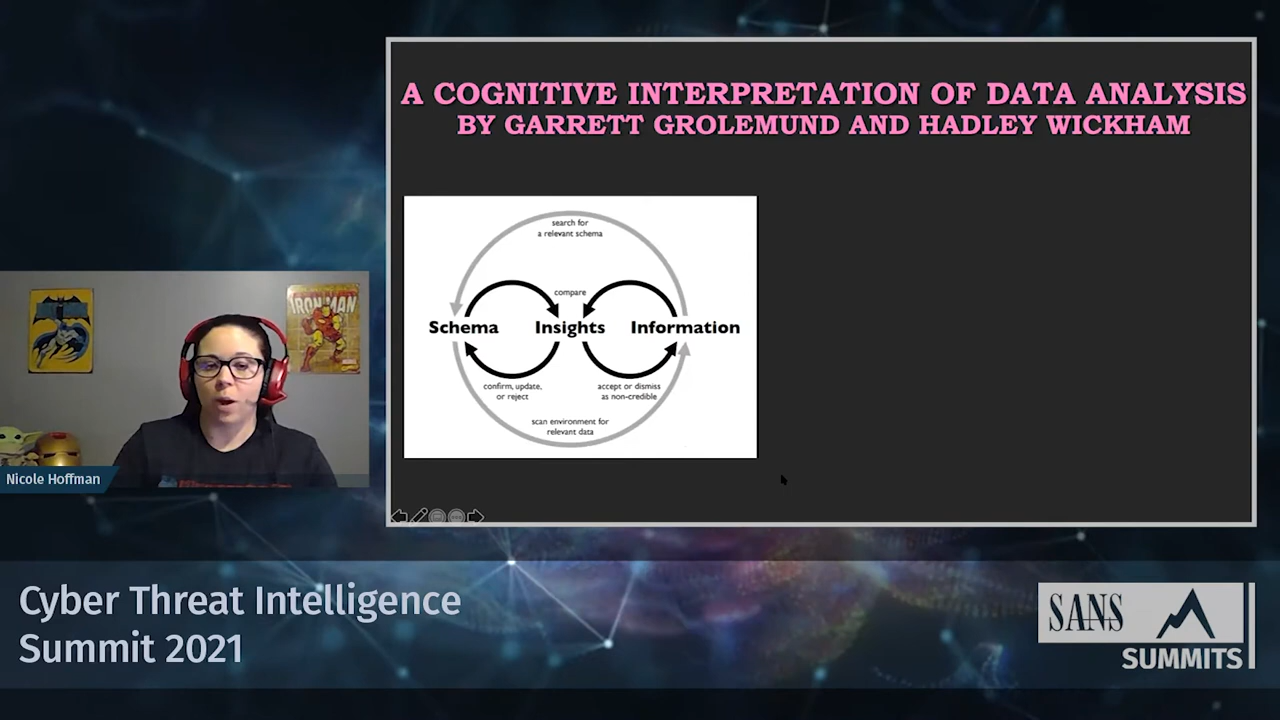 A COGNITIVE INTERPRETATION OF DATA ANALYSIS
BY GARRETT GROLEMUND AND HADLEY WICKHAM
search for
a relevant schema
compare
Schema
Insights
Information
confirm, update,
or reject
accept or dismiss
as non-credible
scan environment for
relevant data
IRON MAN
Nicole Hoffman
Cyber Threat Intelligence
Summit 2021
SANS
SUMMITS